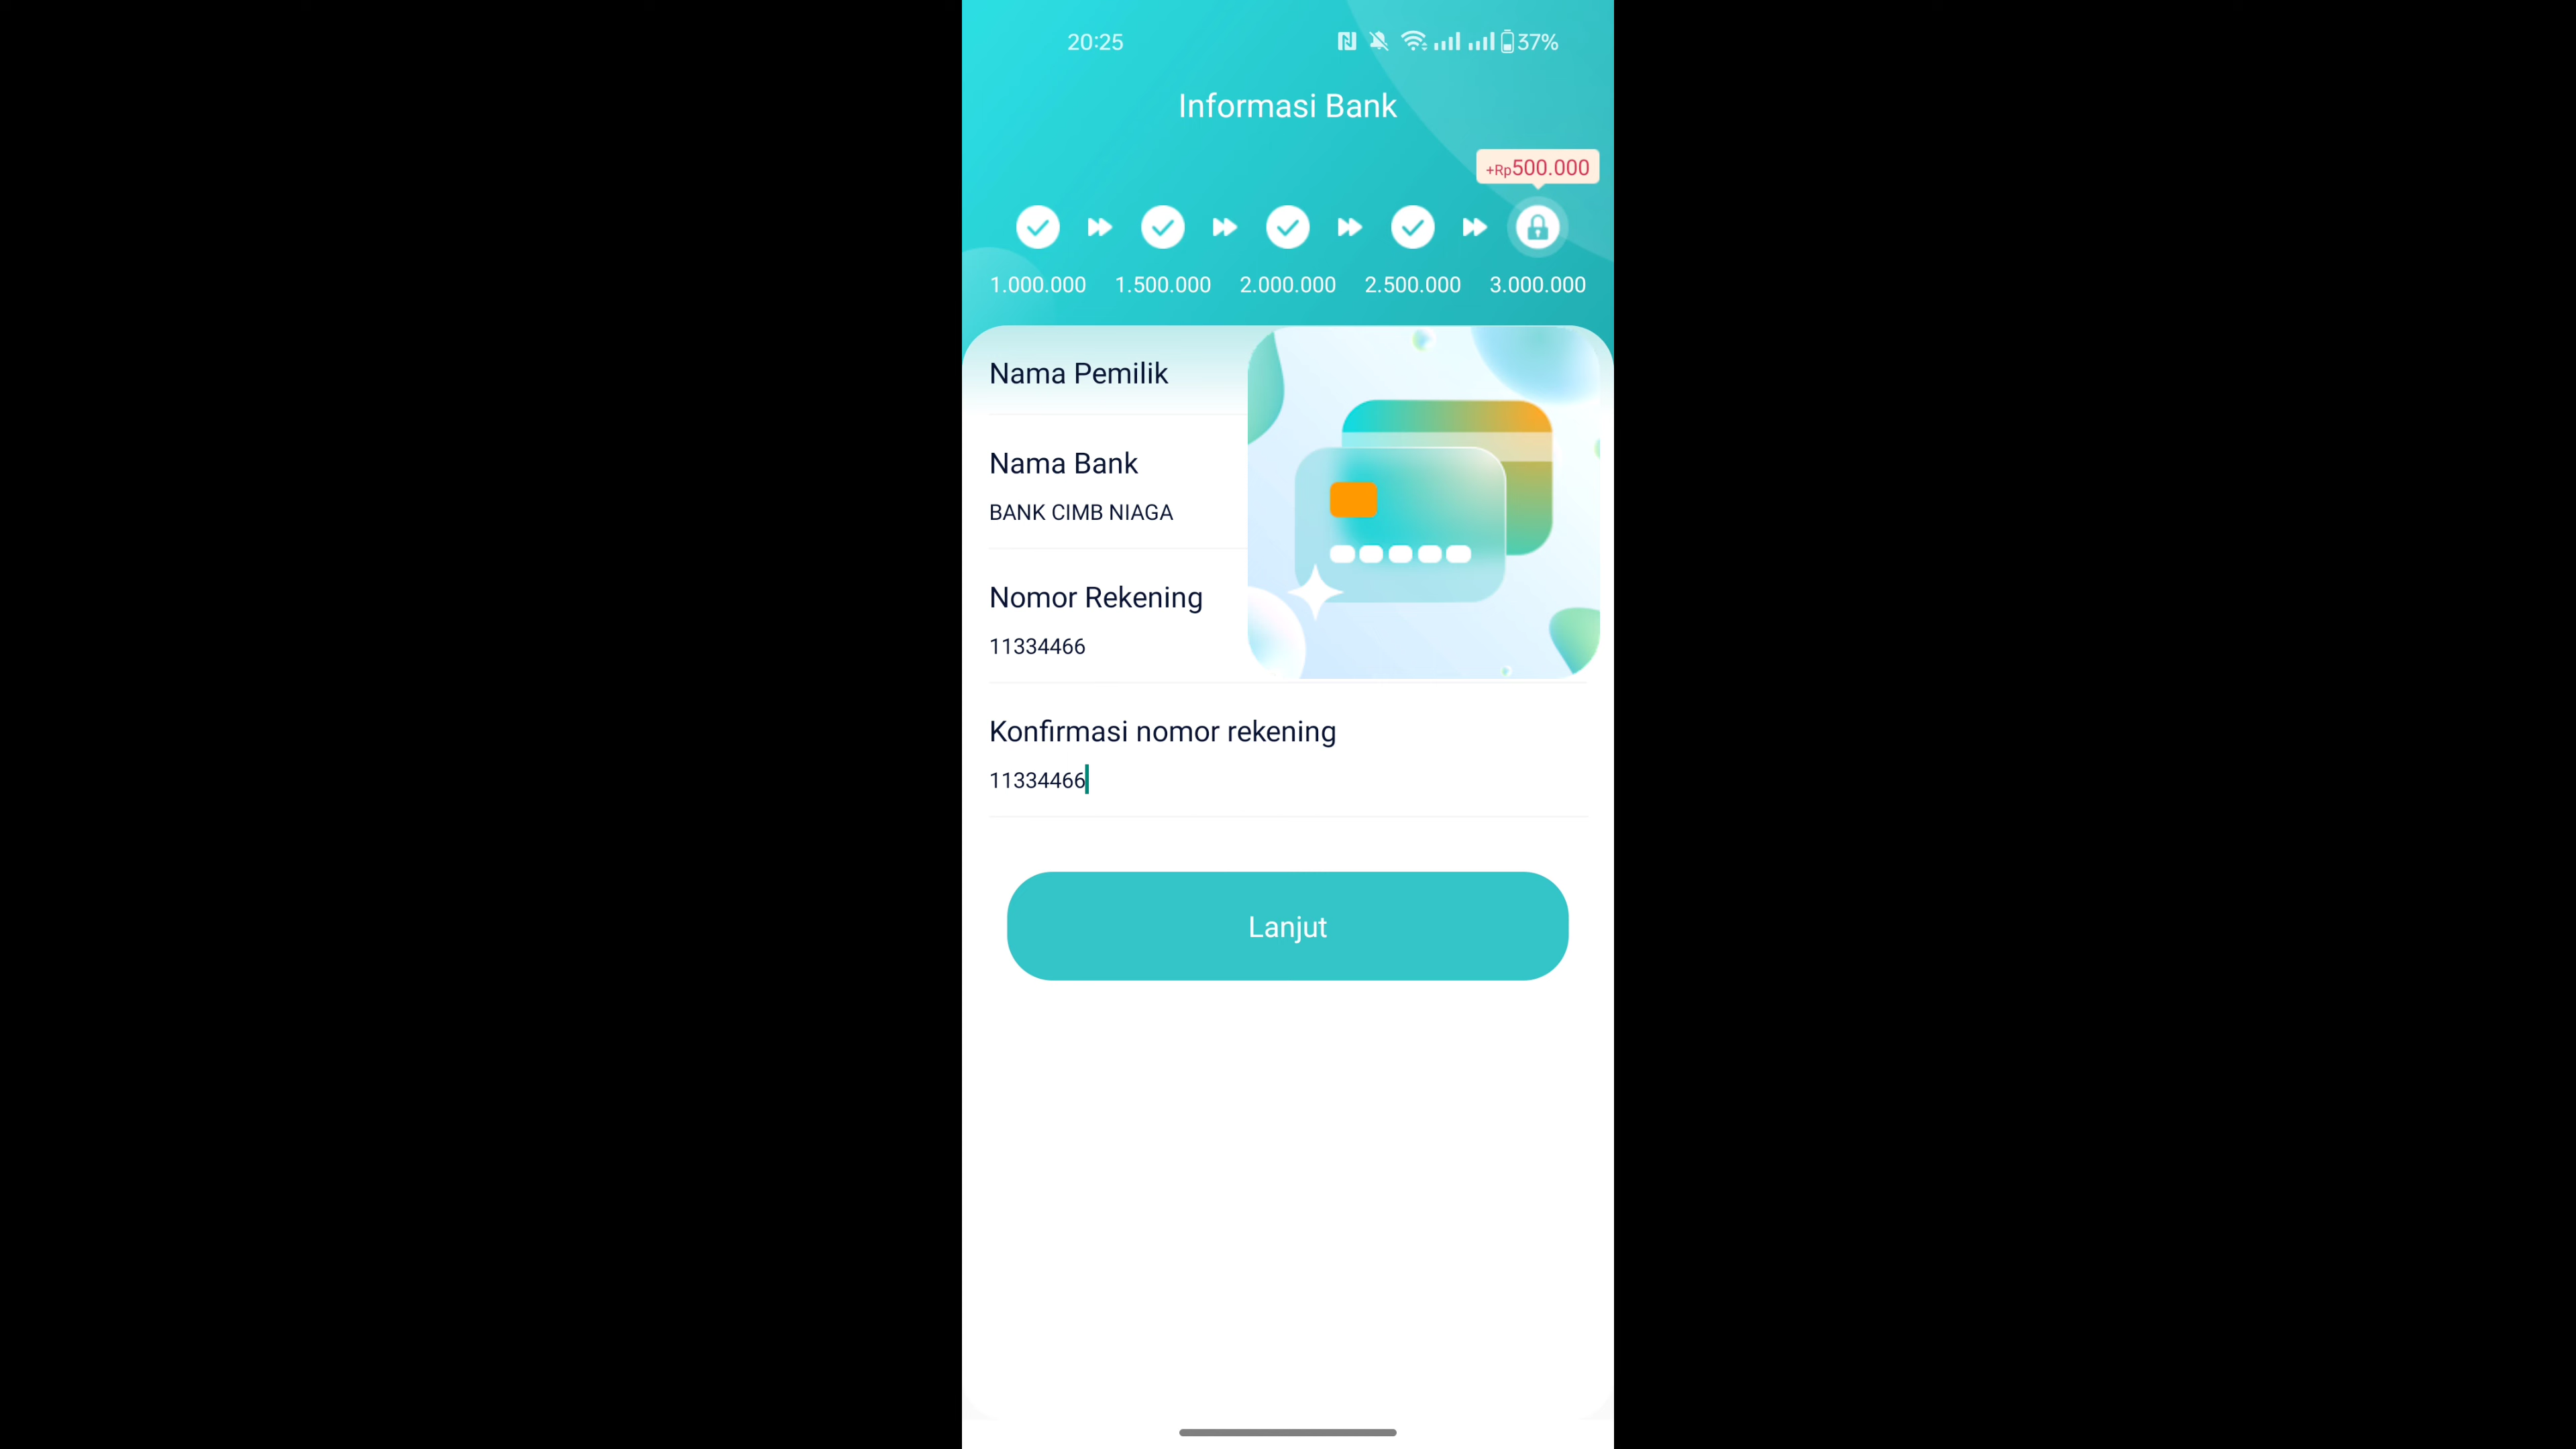 20:25
37%
Informasi Bank
+Rp500.000
1.000.000 1.500.000 2.000.000 2.500.000 3.000.000
Nama Pemilik
Nama Bank
BANK CIMB NIAGA
Nomor Rekening
11334466
Konfirmasi nomor rekening
11334466
Lanjut